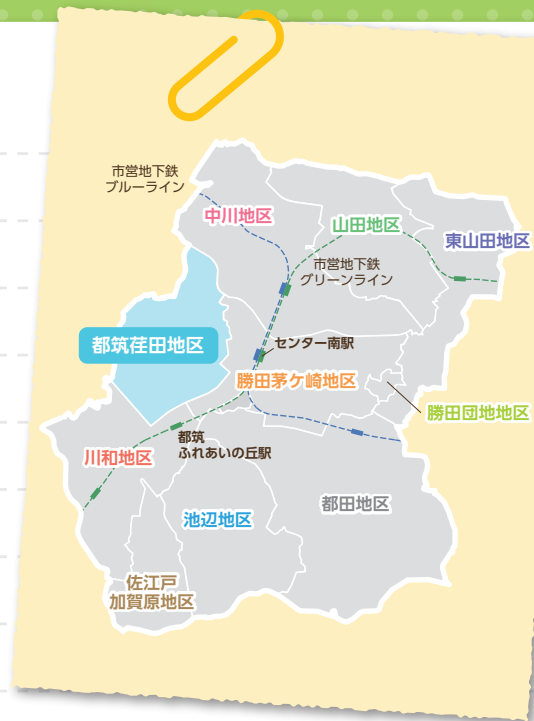 市営地下鉄
ブルーライン
中川地区
山田地区
東山田地区
市営地下鉄
グリーンライン
都筑荏田地区
センター南駅
勝田茅ケ崎地区
勝田団地地区
都筑
ふれあいの丘駅
川和地区
都田地区
池辺地区
佐江戸
加賀原地区